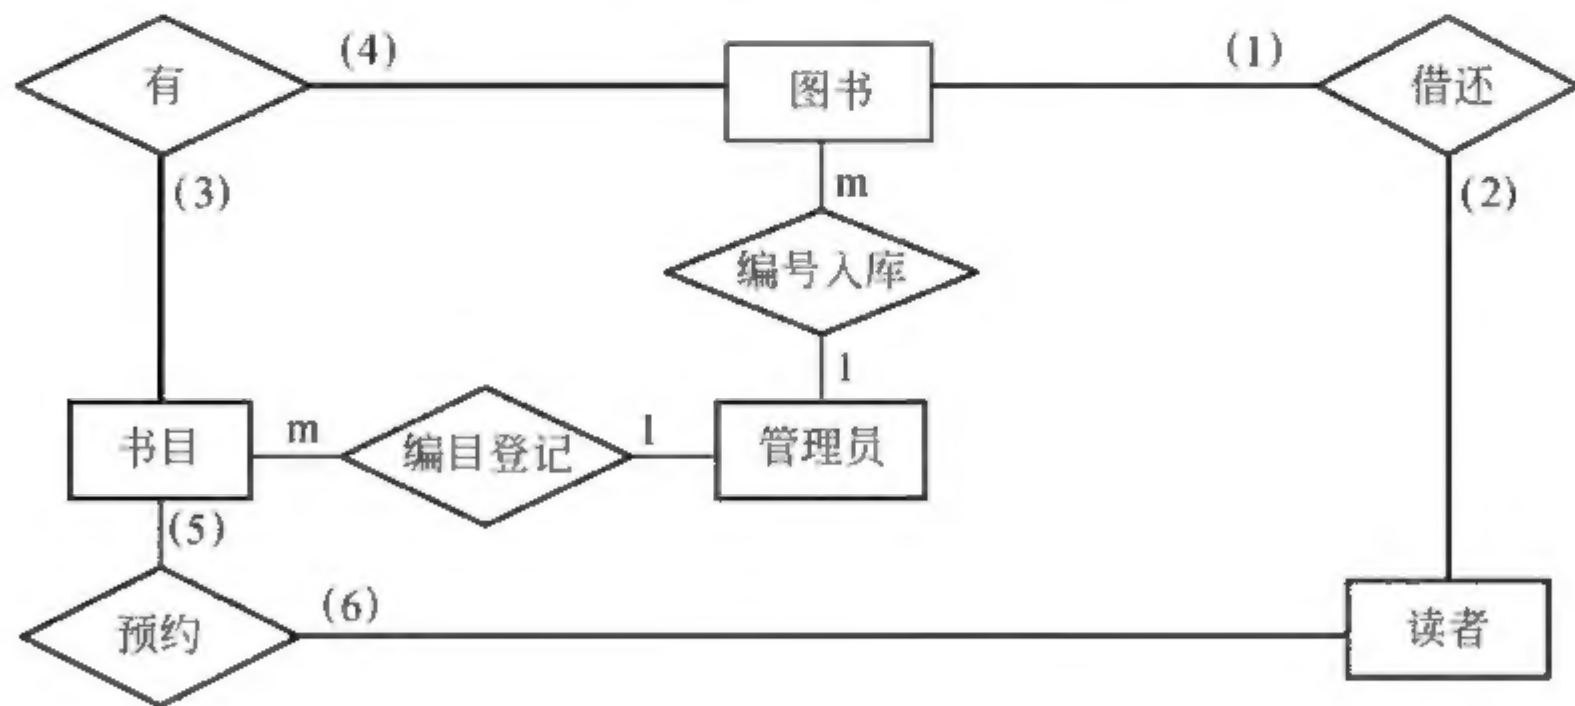 有
(4)
图书
(1)
借还
(3)
m
(2)
编号入库
1
书目
m
编目登记
1
管理员
(5)
预约
(6)
读者